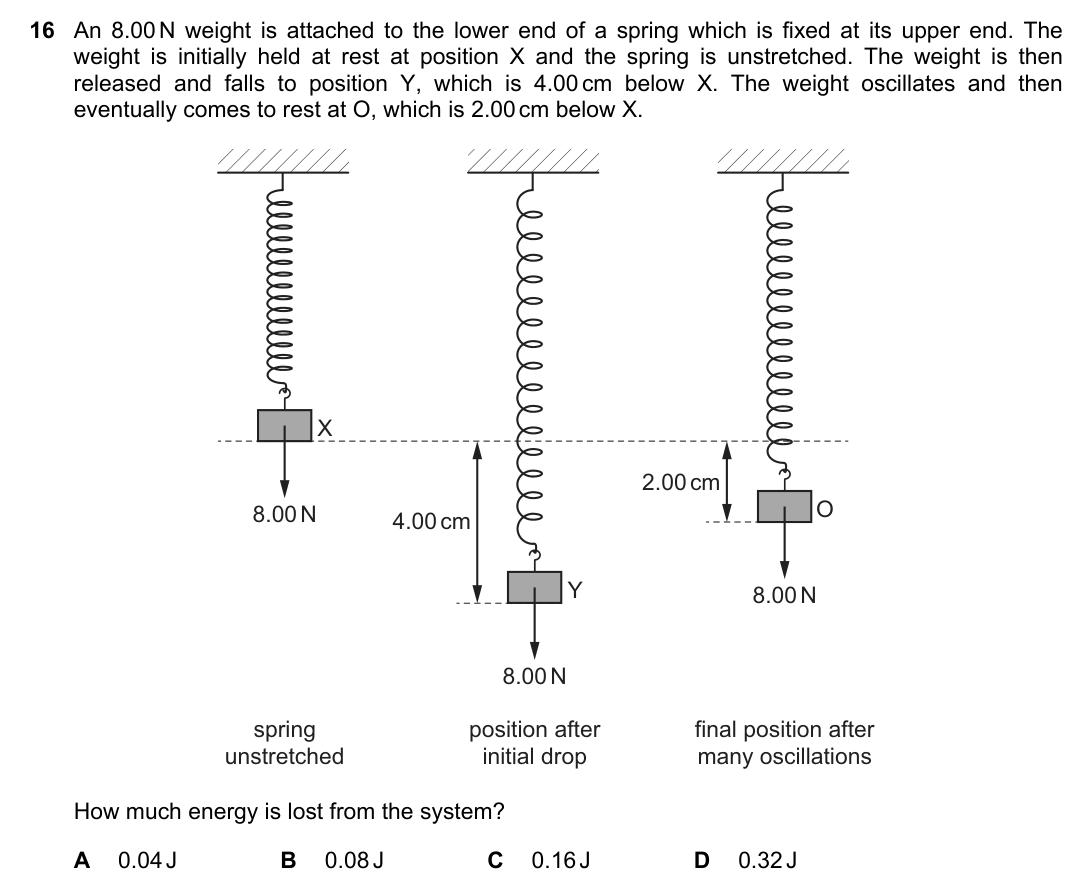 16 An 8.00 N weight is attached to the lower end of a spring which is fixed at its upper end. The
weight is initially held at rest at position X and the spring is unstretched. The weight is then
released and falls to position Y, which is 4.00 cm below X. The weight oscillates and then
eventually comes to rest at O, which is 2.00 cm below X.
X
2.00 cm
O
8.00 N
4.00 cm
Y
8.00 N
8.00 N
spring
unstretched
position after
initial drop
final position after
many oscillations
How much energy is lost from the system?
A 0.04 J B 0.08 J C 0.16 J D 0.32 J